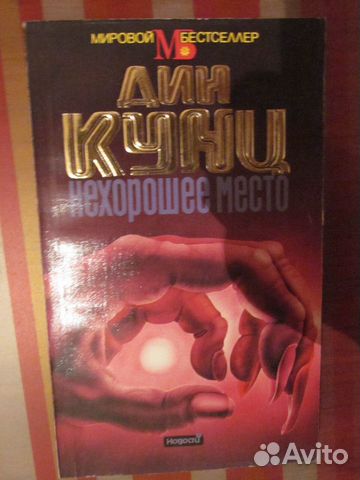 МИРОВОЙ МБ БЕСТСЕЛЛЕР
ДИН
КУНЦ
нехорошее место
Новости
Avito